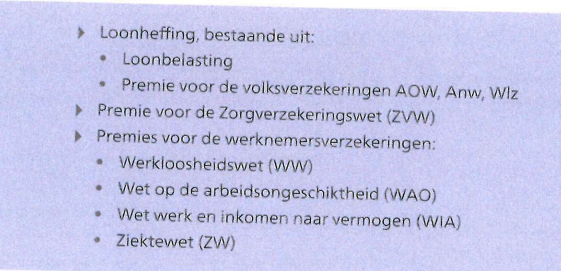 Loonheffing, bestaande uit:
• Loonbelasting
• Premie voor de volksverzekeringen AOW, Anw, Wlz
Premie voor de Zorgverzekeringswet (ZVW)
Premies voor de werknemersverzekeringen:
• Werkloosheidswet (WW)
• Wet op de arbeidsongeschiktheid (WAO)
• Wet werk en inkomen naar vermogen (WIA)
• Ziektewet (ZW)